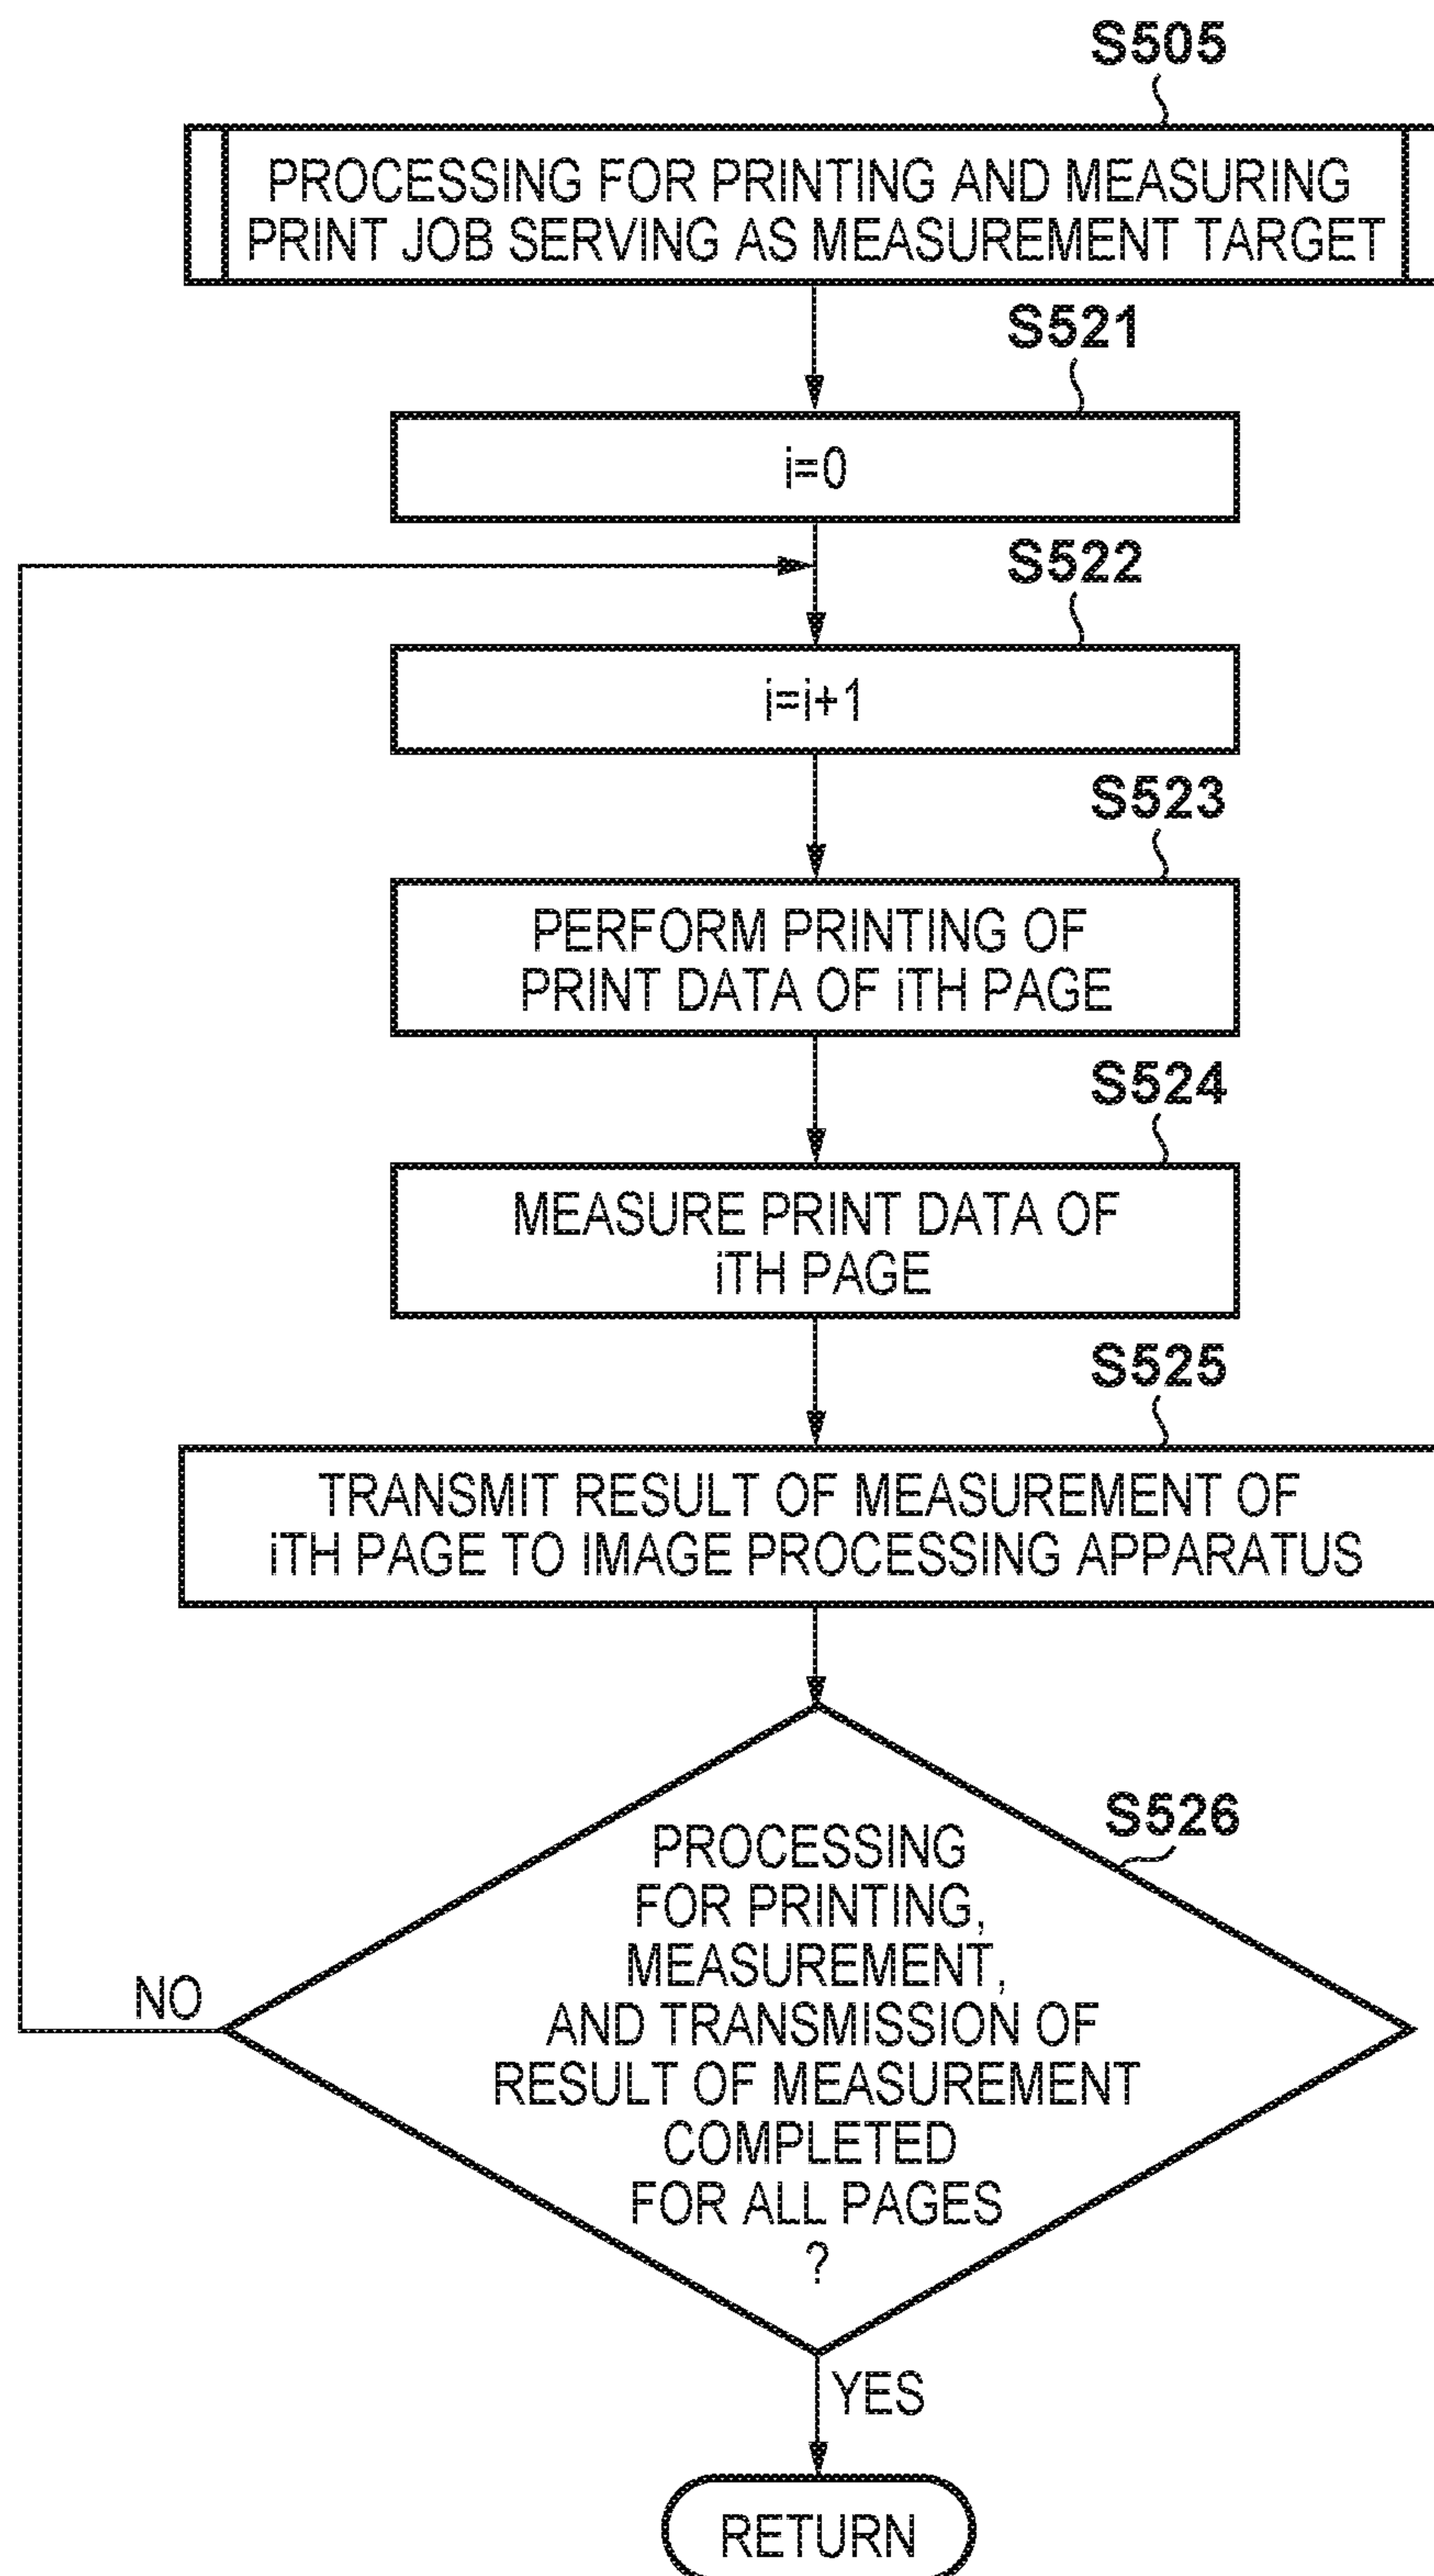 S505
PROCESSING FOR PRINTING AND MEASURING
PRINT JOB SERVING AS MEASUREMENT TARGET
S521
i=0
S522
i=i+1
S523
PERFORM PRINTING OF
PRINT DATA OF iTH PAGE
S524
MEASURE PRINT DATA OF
iTH PAGE
S525
TRANSMIT RESULT OF MEASUREMENT OF
iTH PAGE TO IMAGE PROCESSING APPARATUS
S526
PROCESSING
FOR PRINTING,
MEASUREMENT,
AND TRANSMISSION OF
RESULT OF MEASUREMENT
COMPLETED
FOR ALL PAGES
?
NO
YES
RETURN